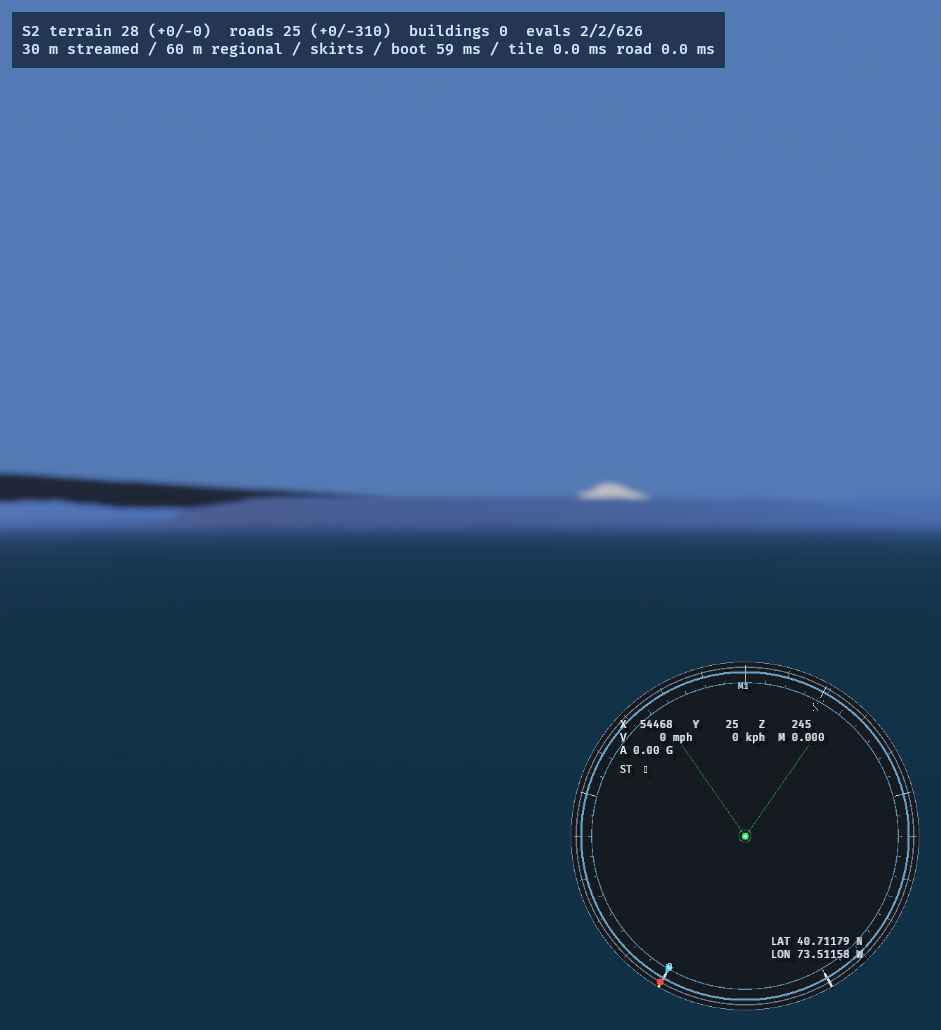 S2 terrain 28 (+0/-0)  roads 25 (+0/-310)  buildings 0  evals 2/2/626
30 m streamed / 60 m regional / skirts / boot 59 ms / tile 0.0 ms road 0.0 ms
M1
X 54468 Y 25 Z 245
V 0 mph 0 kph M 0.000
A 0.00 G
ST
LAT 40.71179 N
LON 73.51158 W